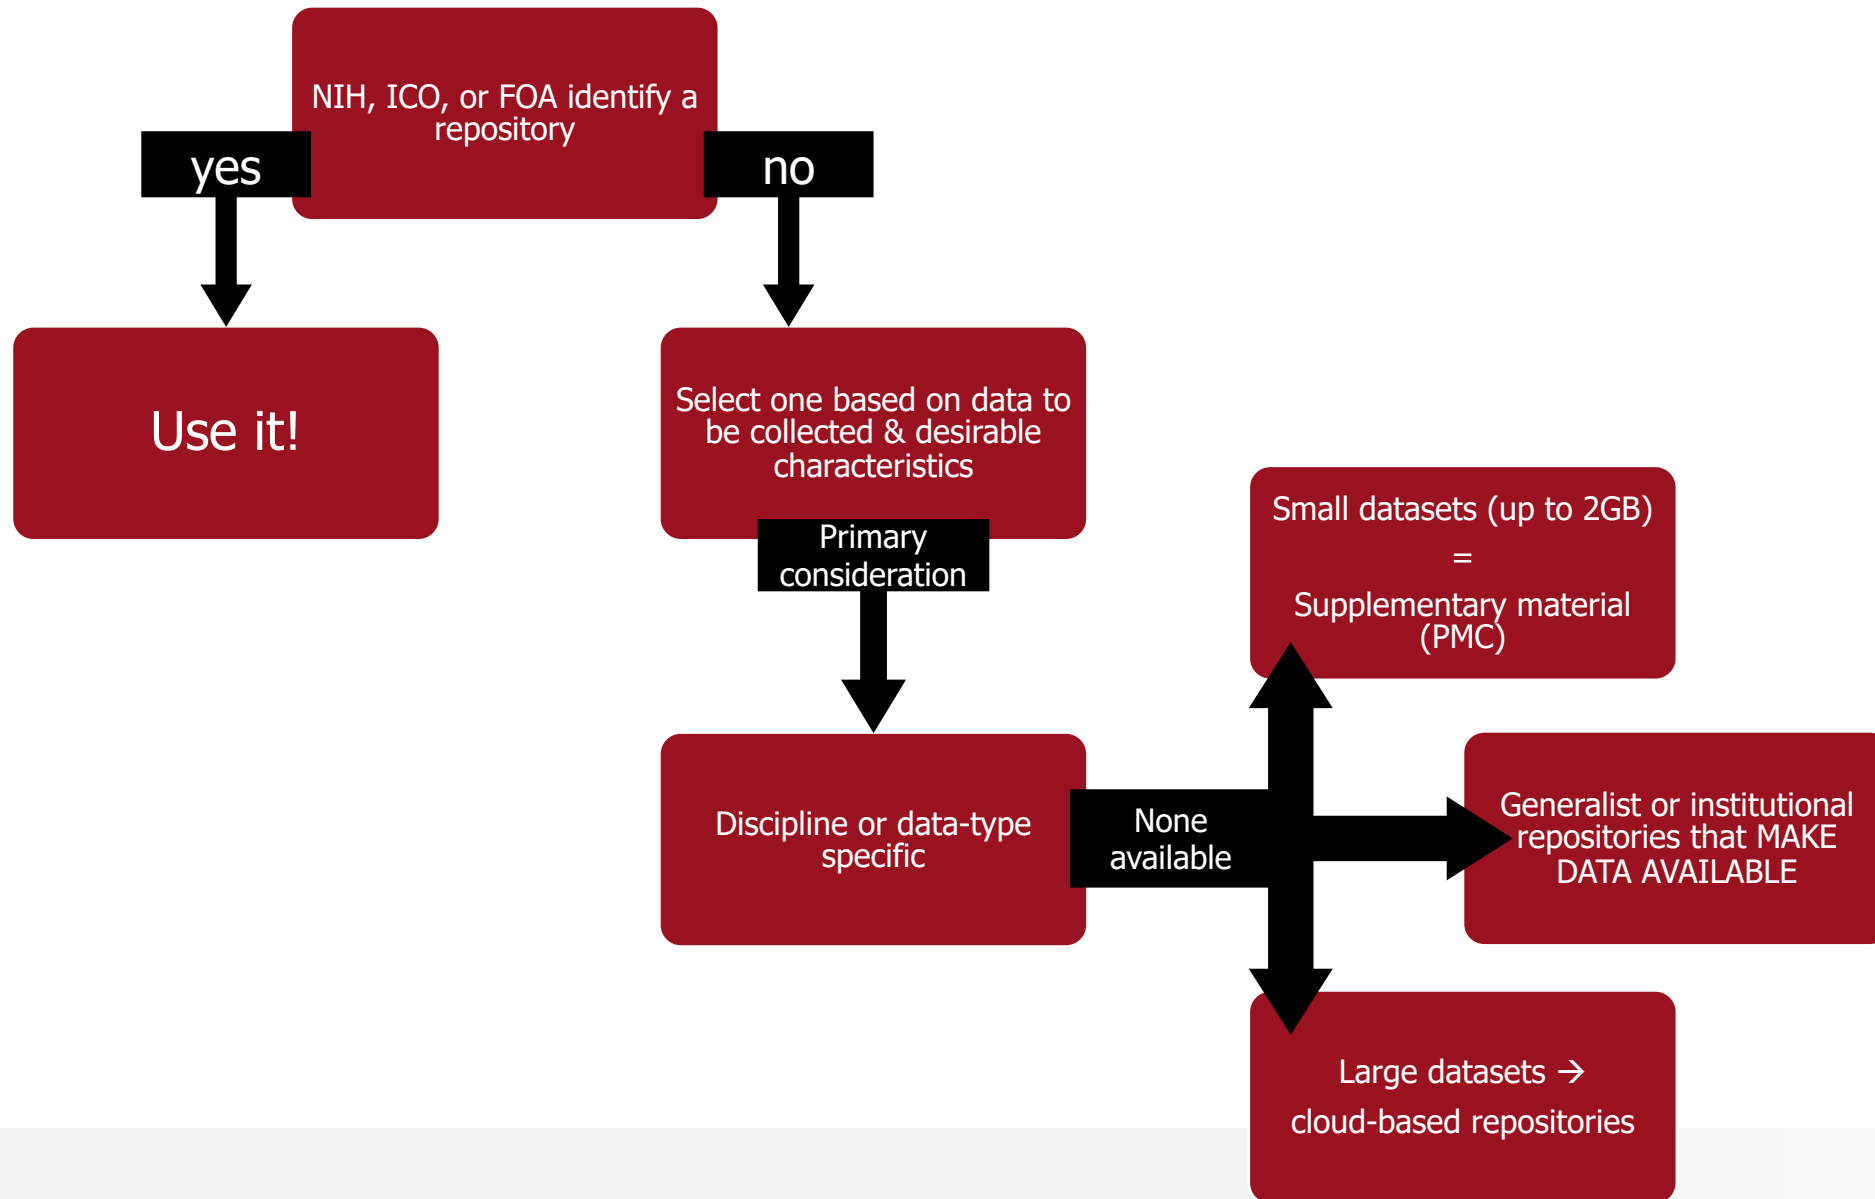 NIH, ICO, or FOA identify a
repository
yes
no
Use it!
Select one based on data to
be collected & desirable
characteristics
Primary
consideration
Discipline or data-type
specific
None
available
Small datasets (up to 2GB)
=
Supplementary material
(PMC)
Generalist or institutional
repositories that MAKE
DATA AVAILABLE
Large datasets →
cloud-based repositories